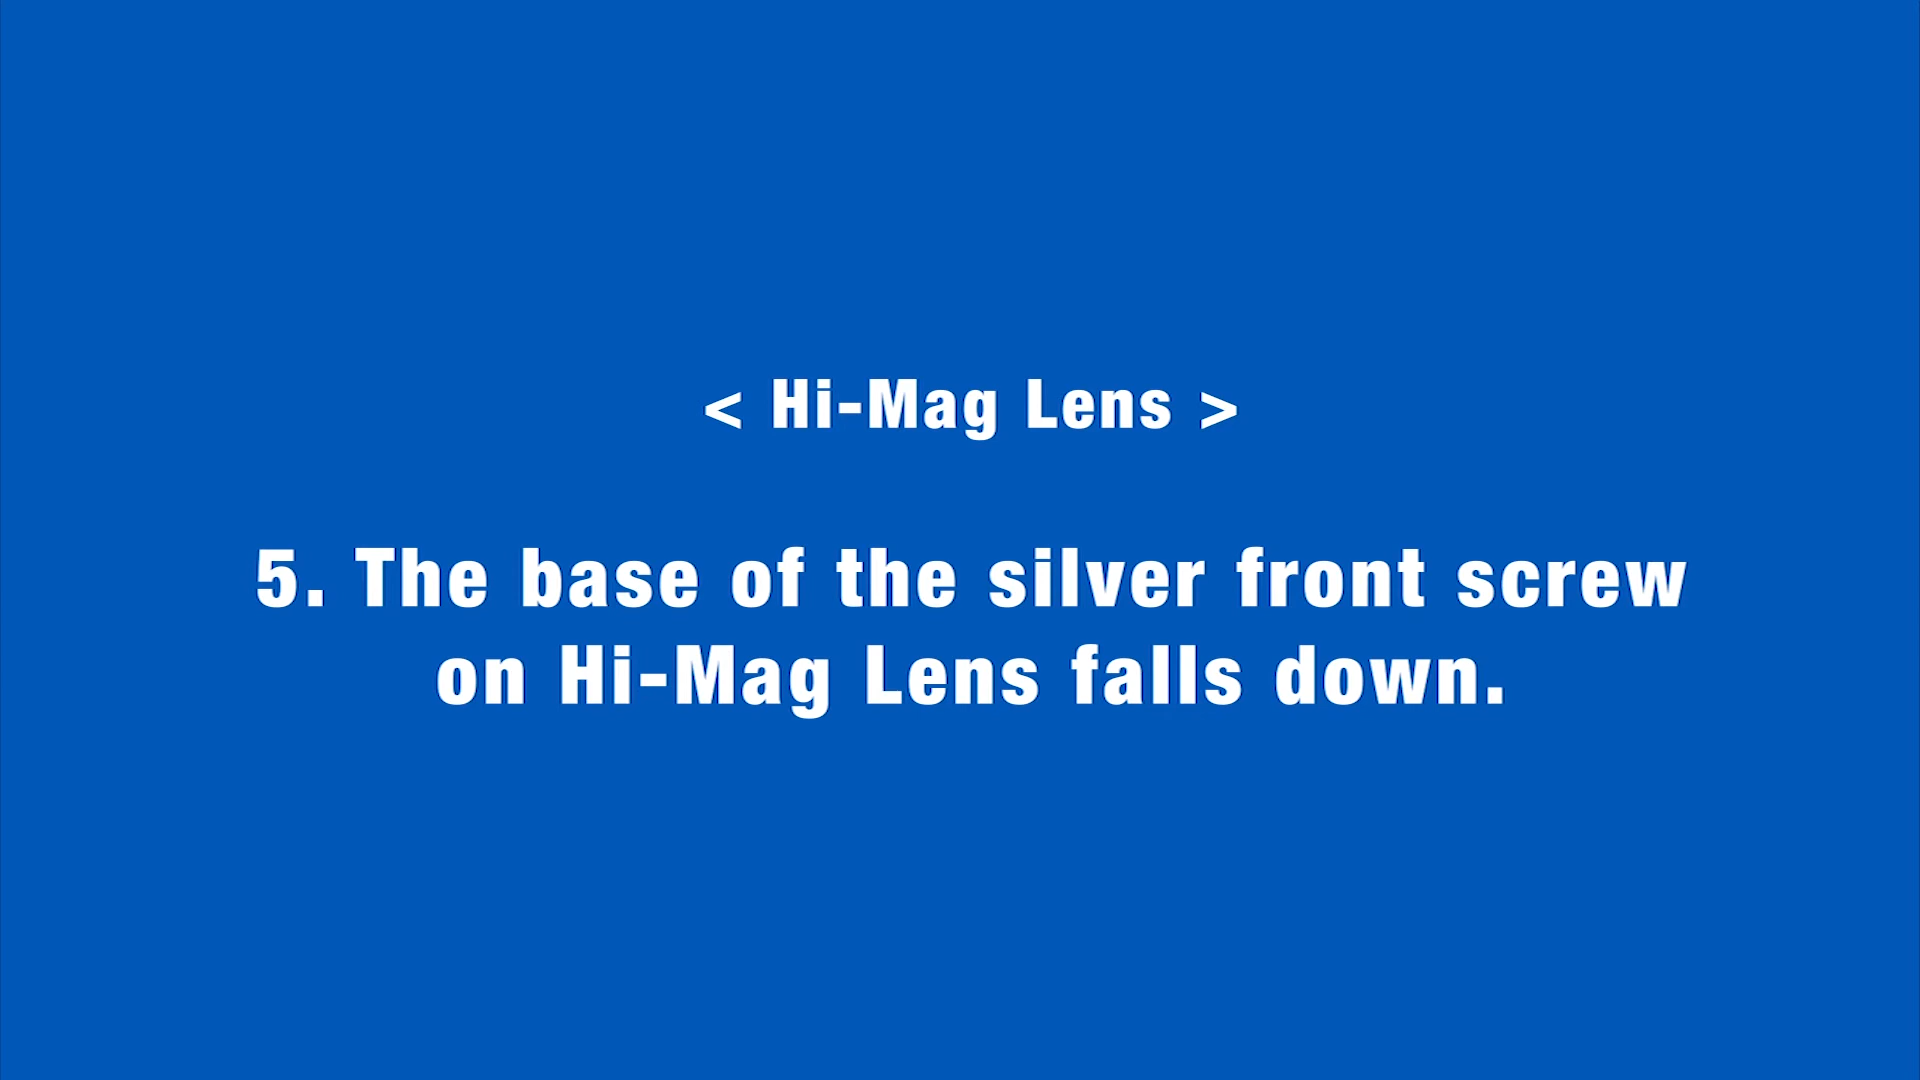 < Hi-Mag Lens >
5. The base of the silver front screw
on Hi-Mag Lens falls down.